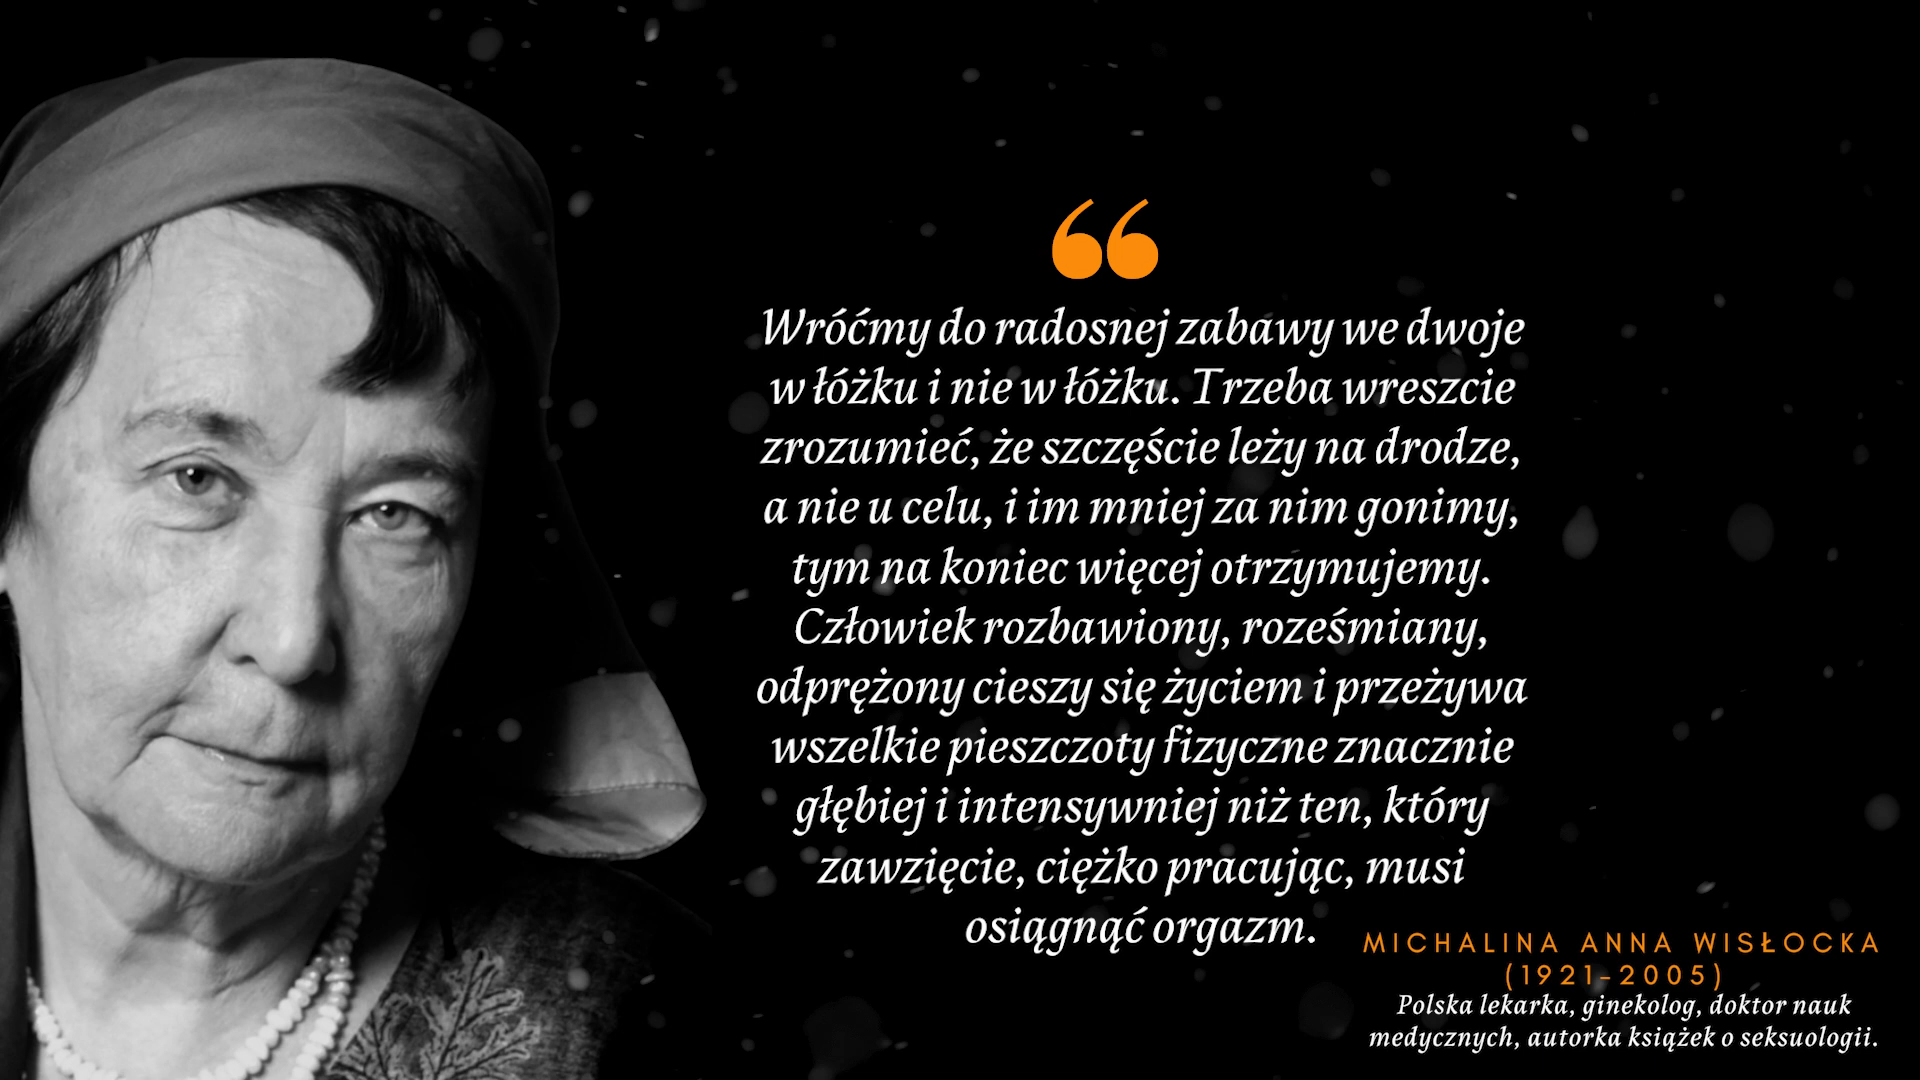 “
Wróćmy do radosnej zabawy we dwoje
w łóżku i nie w łóżku. Trzeba wreszcie
zrozumieć, że szczęście leży na drodze,
a nie u celu, i im mniej za nim gonimy,
tym na koniec więcej otrzymujemy.
Człowiek rozbawiony, roześmiany,
odprężony cieszy się życiem i przeżywa
wszelkie pieszczoty fizyczne znacznie
głębiej i intensywniej niż ten, który
zawzięcie, ciężko pracując, musi
osiągnąć orgazm.
MICHALINA ANNA WISŁOCKA
(1921-2005)
Polska lekarka, ginekolog, doktor nauk
medycznych, autorka książek o seksuologii.